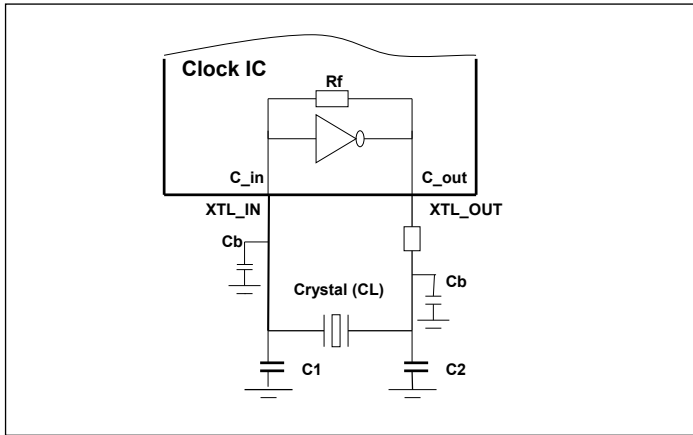 Clock IC
Rf
C_in
C_out
XTL_IN
XTL_OUT
Cb
Crystal (CL)
Cb
C1
C2